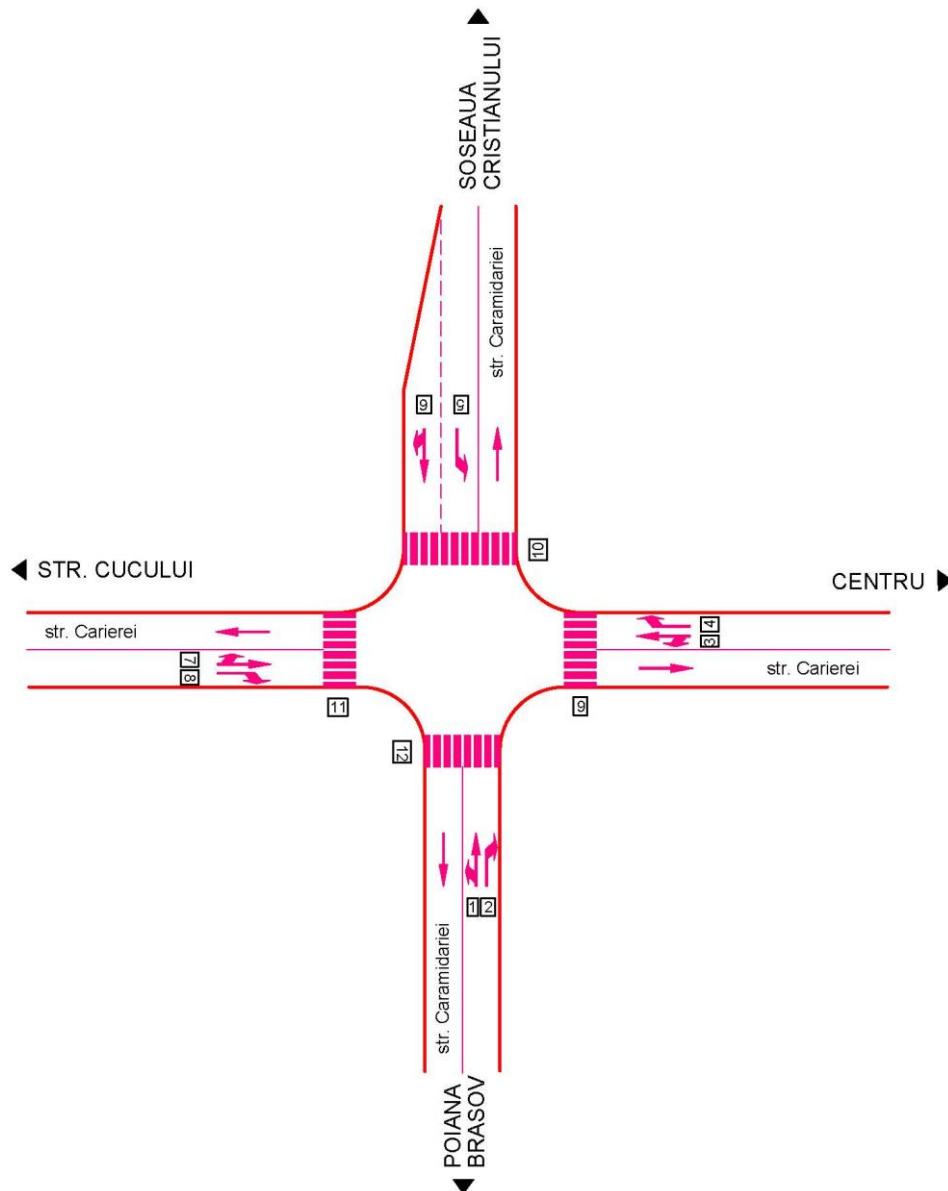 SOSEAUA
CRISTIANULUI
str. Caramidariei
6
5
10
STR. CUCULUI
CENTRU
str. Carierei
4
3
7
8
str. Carierei
11
9
12
1
2
str. Caramidariei
POIANA
BRASOV